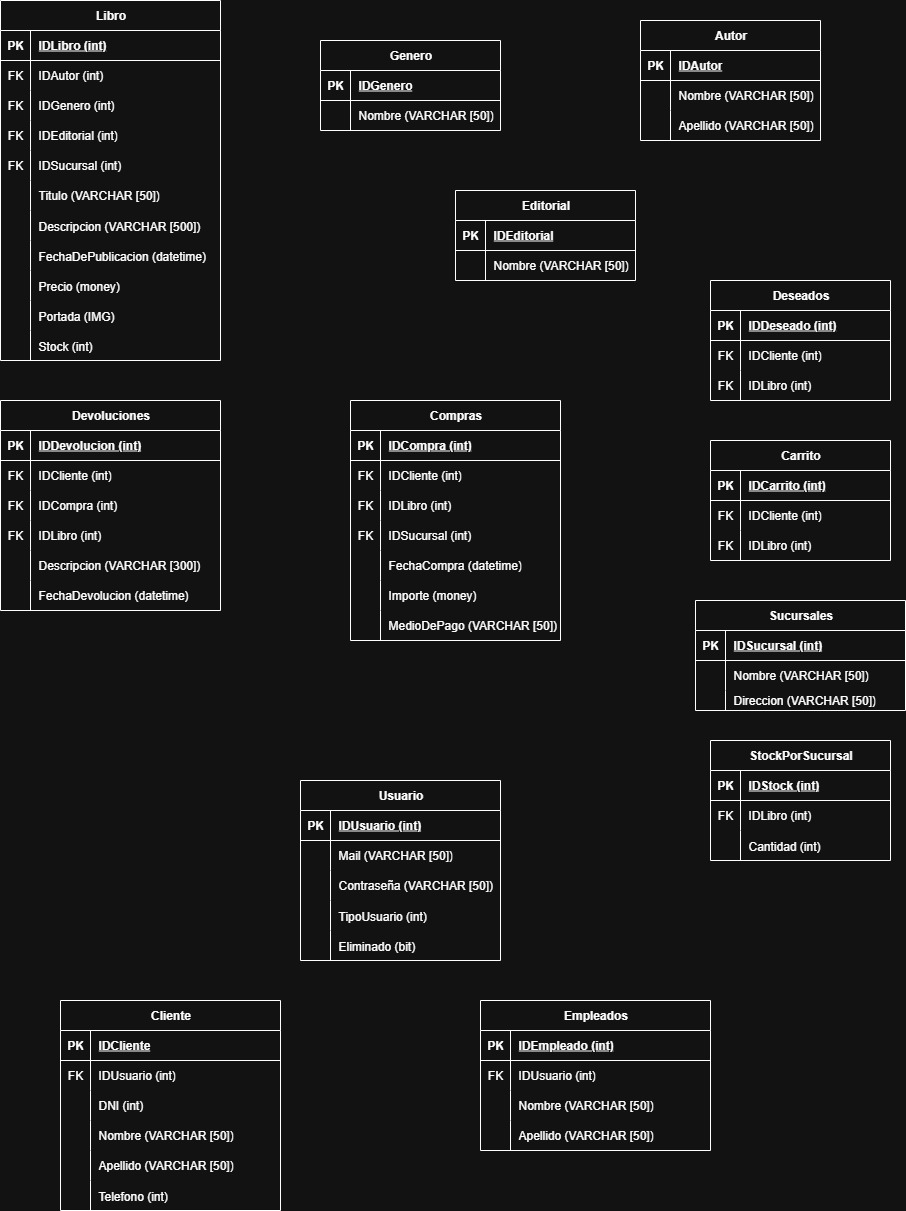 Libro
PK IDLibro (int)
FK IDAutor (int)
FK IDGenero (int)
FK IDEditorial (int)
FK IDSucursal (int)
Titulo (VARCHAR [50])
Descripcion (VARCHAR [500])
FechaDePublicacion (datetime)
Precio (money)
Portada (IMG)
Stock (int)
Genero
PK IDGenero
Nombre (VARCHAR [50])
Autor
PK IDAutor
Nombre (VARCHAR [50])
Apellido (VARCHAR [50])
Editorial
PK IDEditorial
Nombre (VARCHAR [50])
Deseados
PK IDDeseado (int)
FK IDCliente (int)
FK IDLibro (int)
Devoluciones
PK IDDevolucion (int)
FK IDCliente (int)
FK IDCompra (int)
FK IDLibro (int)
Descripcion (VARCHAR [300])
FechaDevolucion (datetime)
Compras
PK IDCompra (int)
FK IDCliente (int)
FK IDLibro (int)
FK IDSucursal (int)
FechaCompra (datetime)
Importe (money)
MedioDePago (VARCHAR [50])
Carrito
PK IDCarrito (int)
FK IDCliente (int)
FK IDLibro (int)
Sucursales
PK IDSucursal (int)
Nombre (VARCHAR [50])
Direccion (VARCHAR [50])
StockPorSucursal
PK IDStock (int)
FK IDLibro (int)
Cantidad (int)
Usuario
PK IDUsuario (int)
Mail (VARCHAR [50])
Contraseña (VARCHAR [50])
TipoUsuario (int)
Eliminado (bit)
Cliente
PK IDCliente
FK IDUsuario (int)
DNI (int)
Nombre (VARCHAR [50])
Apellido (VARCHAR [50])
Telefono (int)
Empleados
PK IDEmpleado (int)
FK IDUsuario (int)
Nombre (VARCHAR [50])
Apellido (VARCHAR [50])